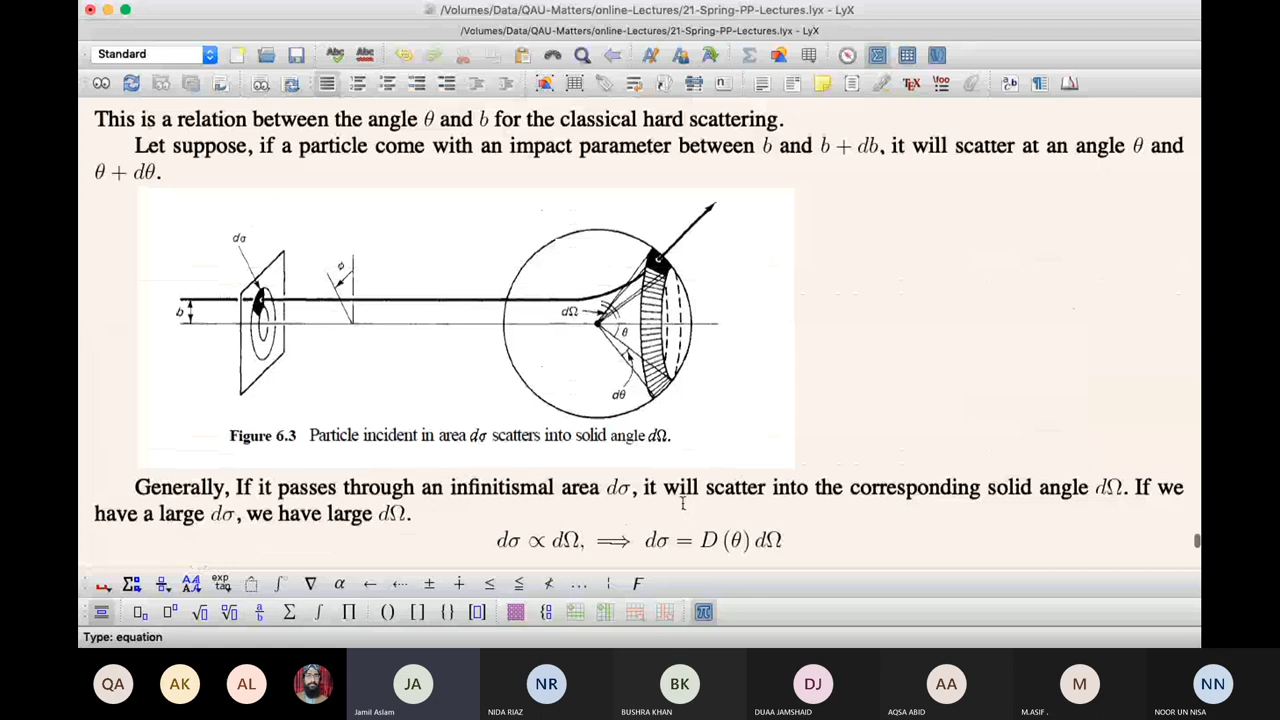 /Volumes/Data/QAU-Matters/online-Lectures/21-Spring-PP-Lectures.lyx - LyX
/Volumes/Data/QAU-Matters/online-Lectures/21-Spring-PP-Lectures.lyx - LyX
Standard
This is a relation between the angle θ and b for the classical hard scattering.
Let suppose, if a particle come with an impact parameter between b and b + db, it will scatter at an angle θ and
θ + dθ.
dσ
ϕ
b
dΩ
θ
dθ
Figure 6.3 Particle incident in area dσ scatters into solid angle dΩ.
Generally, If it passes through an infinitismal area dσ, it will scatter into the corresponding solid angle dΩ. If we
have a large dσ, we have large dΩ.
dσ ∝ dΩ, ⟹ dσ = D (θ) dΩ
Type: equation
QA AK AL JA NR BK DJ AA M NN
Jamil Aslam NIDA RIAZ BUSHRA KHAN DUAA JAMSHAID AQSA ABID M.ASIF . NOOR UN NISA